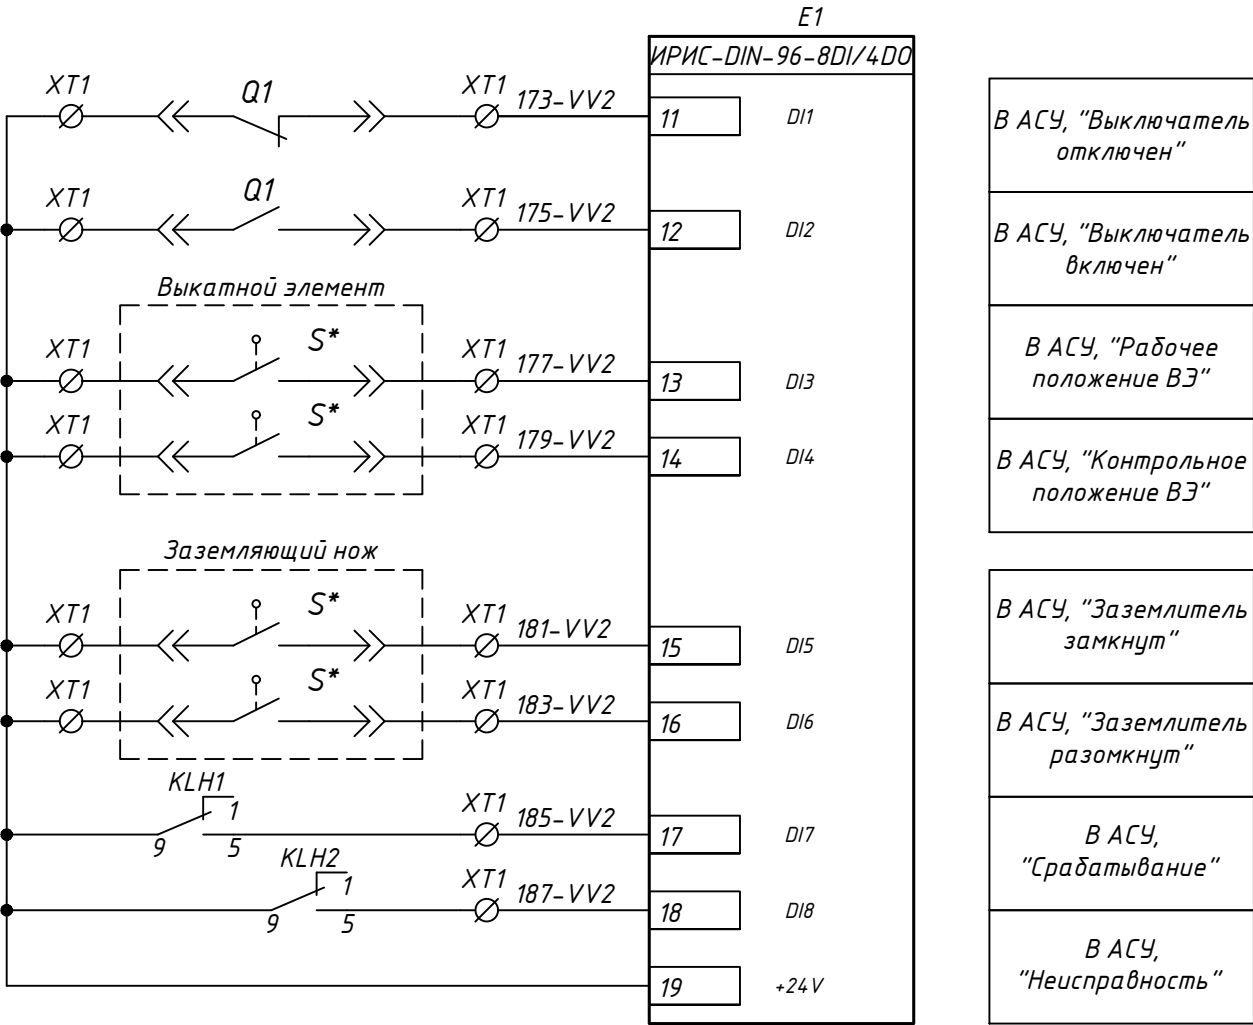 E1
ИРИС-DIN-96-8DI/4DO
XT1 Q1 XT1 173-VV2 11 DI1
В АСУ, "Выключатель
отключен"
XT1 Q1 XT1 175-VV2 12 DI2
В АСУ, "Выключатель
включен"
Выкатной элемент
XT1 S* XT1 177-VV2 13 DI3
В АСУ, "Рабочее
положение ВЭ"
XT1 S* XT1 179-VV2 14 DI4
В АСУ, "Контрольное
положение ВЭ"
Заземляющий нож
XT1 S* XT1 181-VV2 15 DI5
В АСУ, "Заземлитель
замкнут"
XT1 S* XT1 183-VV2 16 DI6
В АСУ, "Заземлитель
разомкнут"
KLH1
1
9 5
XT1 185-VV2 17 DI7
В АСУ,
"Срабатывание"
KLH2
1
9 5
XT1 187-VV2 18 DI8
В АСУ,
"Неисправность"
19 +24V